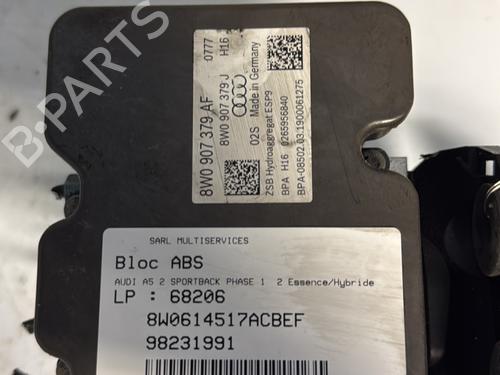 B-PARTS
8W0 907 379 AF
0777
8W0 907 379 J
H16
02S Made in Germany
ZSB Hydroaggregat ESP9
BPA H16 0265956840
BPA-08502.03.1900061275
SARL MULTISERVICES
Bloc ABS
AUDI A5 2 SPORTBACK PHASE 1 2 Essence/Hybride
LP : 68206
8W0614517ACBEF
98231991